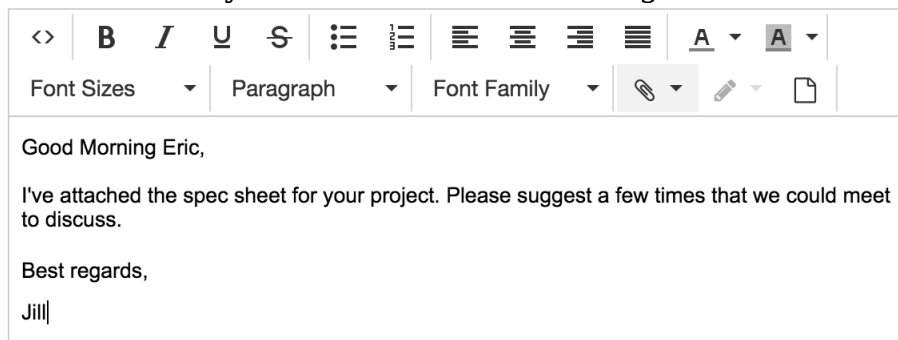 B I U S A A
Font Sizes Paragraph Font Family
Good Morning Eric,
I've attached the spec sheet for your project. Please suggest a few times that we could meet
to discuss.
Best regards,
Jill